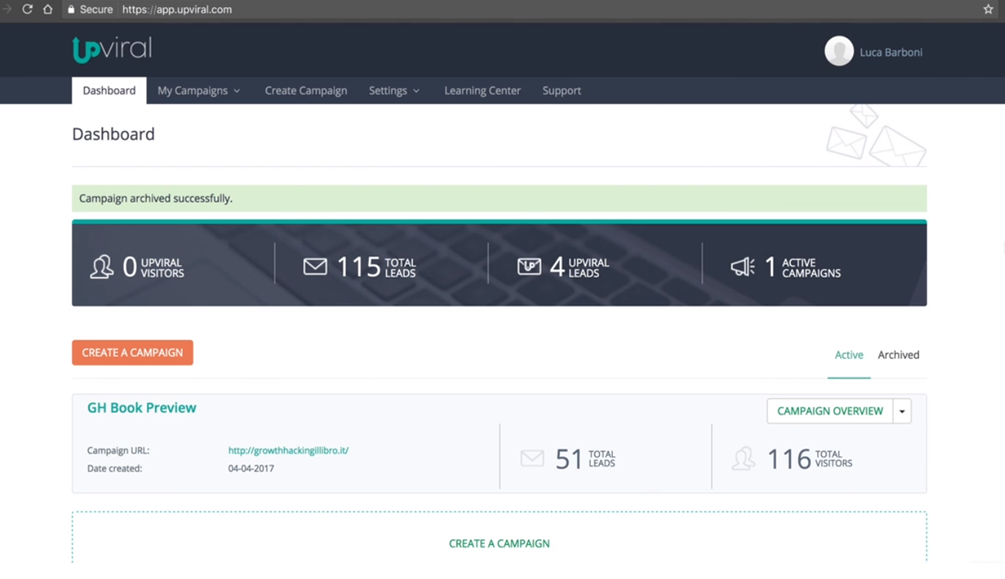 Secure https://app.upviral.com
upviral
Luca Barboni
Dashboard My Campaigns Create Campaign Settings Learning Center Support
Dashboard
Campaign archived successfully.
0 UPVIRAL VISITORS
115 TOTAL LEADS
4 UPVIRAL LEADS
1 ACTIVE CAMPAIGNS
CREATE A CAMPAIGN
Active Archived
GH Book Preview
CAMPAIGN OVERVIEW
Campaign URL: http://growthhackingillibro.it/
Date created: 04-04-2017
51 TOTAL LEADS
116 TOTAL VISITORS
CREATE A CAMPAIGN